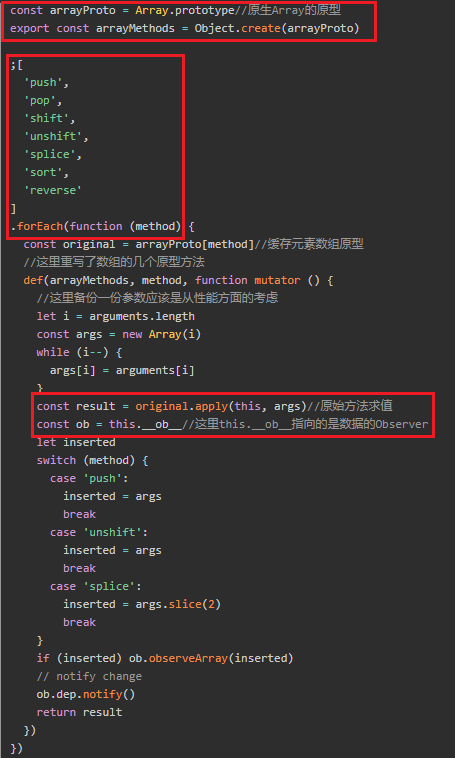 const arrayProto = Array.prototype//原生Array的原型
export const arrayMethods = Object.create(arrayProto)
;[
'push',
'pop',
'shift',
'unshift',
'splice',
'sort',
'reverse'
]
.forEach(function (method) {
const original = arrayProto[method]//缓存元素数组原型
//这里重写了数组的几个原型方法
def(arrayMethods, method, function mutator () {
//这里备份一份参数应该是从性能方面的考虑
let i = arguments.length
const args = new Array(i)
while (i--) {
args[i] = arguments[i]
}
const result = original.apply(this, args)//原始方法求值
const ob = this.__ob__//这里this.__ob__指向的是数据的Observer
let inserted
switch (method) {
case 'push':
inserted = args
break
case 'unshift':
inserted = args
break
case 'splice':
inserted = args.slice(2)
break
}
if (inserted) ob.observeArray(inserted)
// notify change
ob.dep.notify()
return result
})
})